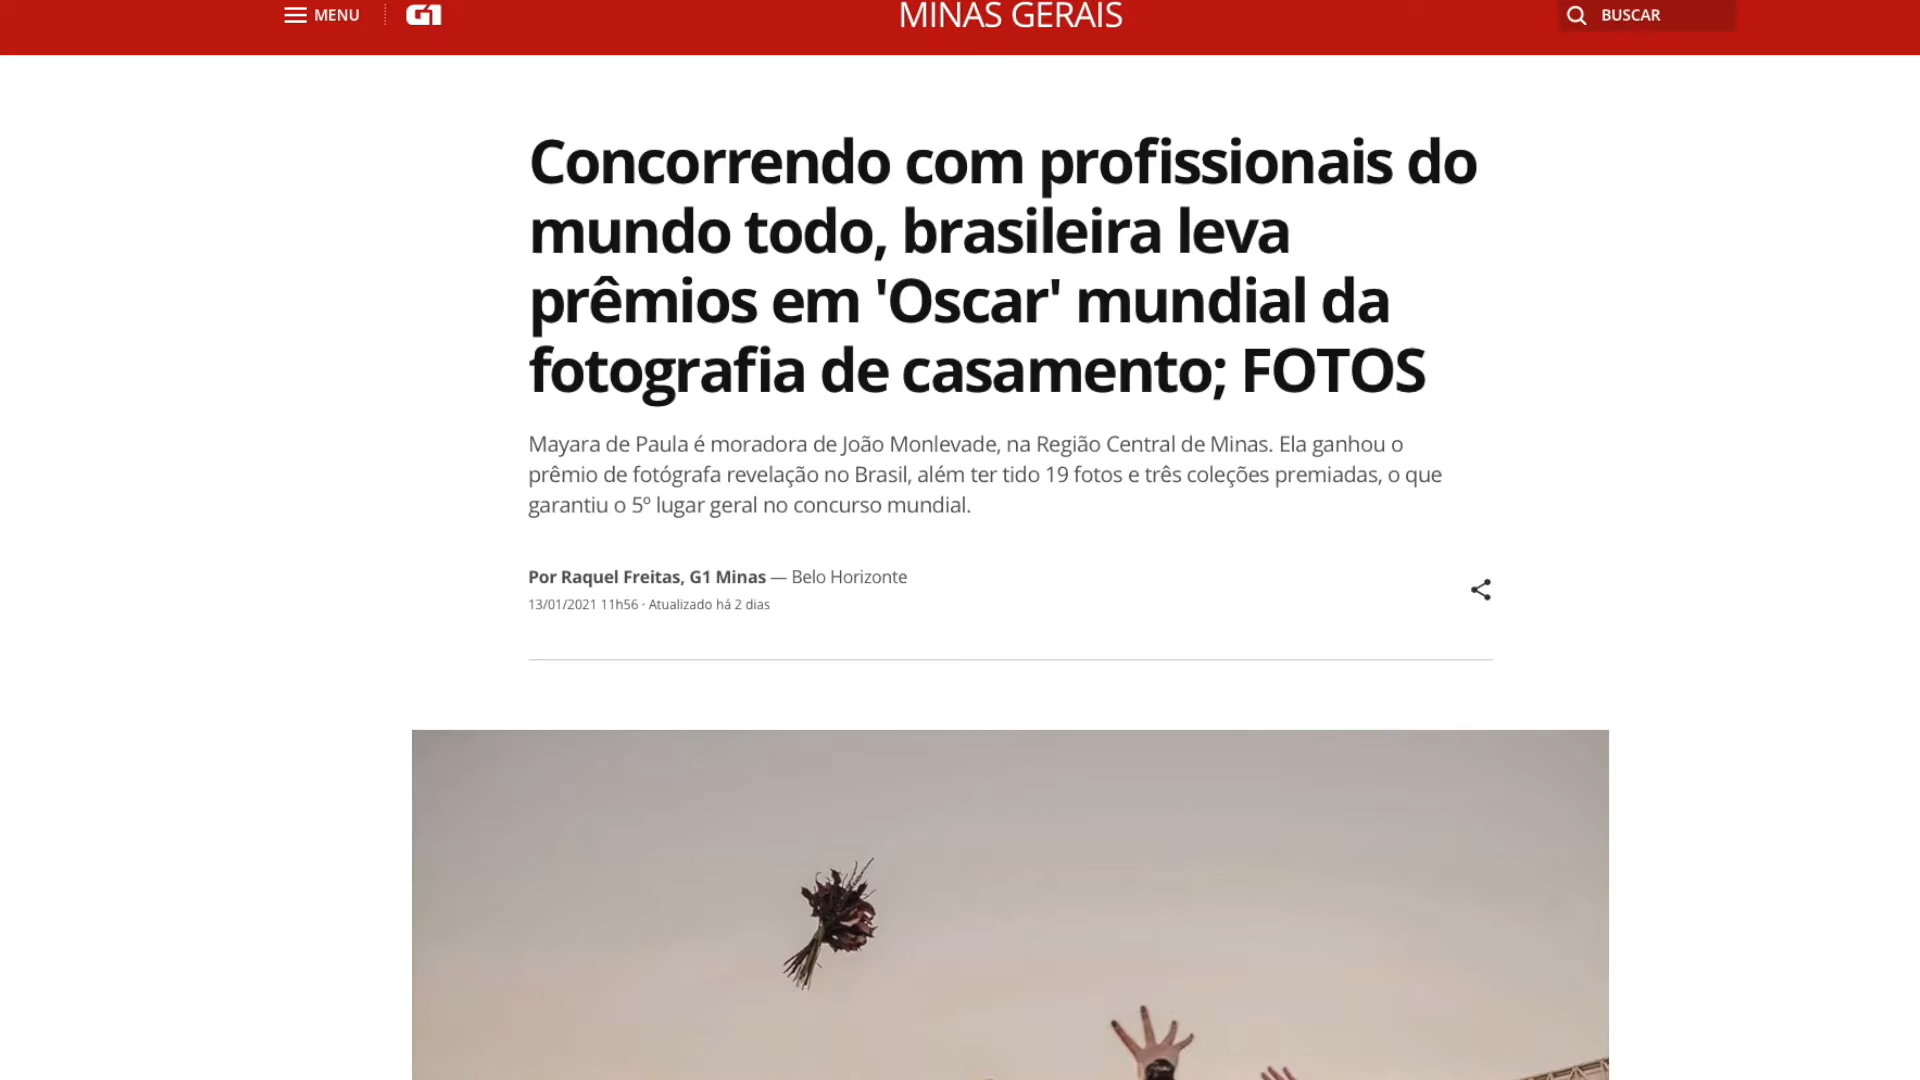 MENU G1 MINAS GERAIS BUSCAR
Concorrendo com profissionais do
mundo todo, brasileira leva
prêmios em 'Oscar' mundial da
fotografia de casamento; FOTOS
Mayara de Paula é moradora de João Monlevade, na Região Central de Minas. Ela ganhou o
prêmio de fotógrafa revelação no Brasil, além ter tido 19 fotos e três coleções premiadas, o que
garantiu o 5º lugar geral no concurso mundial.
Por Raquel Freitas, G1 Minas — Belo Horizonte
13/01/2021 11h56 · Atualizado há 2 dias